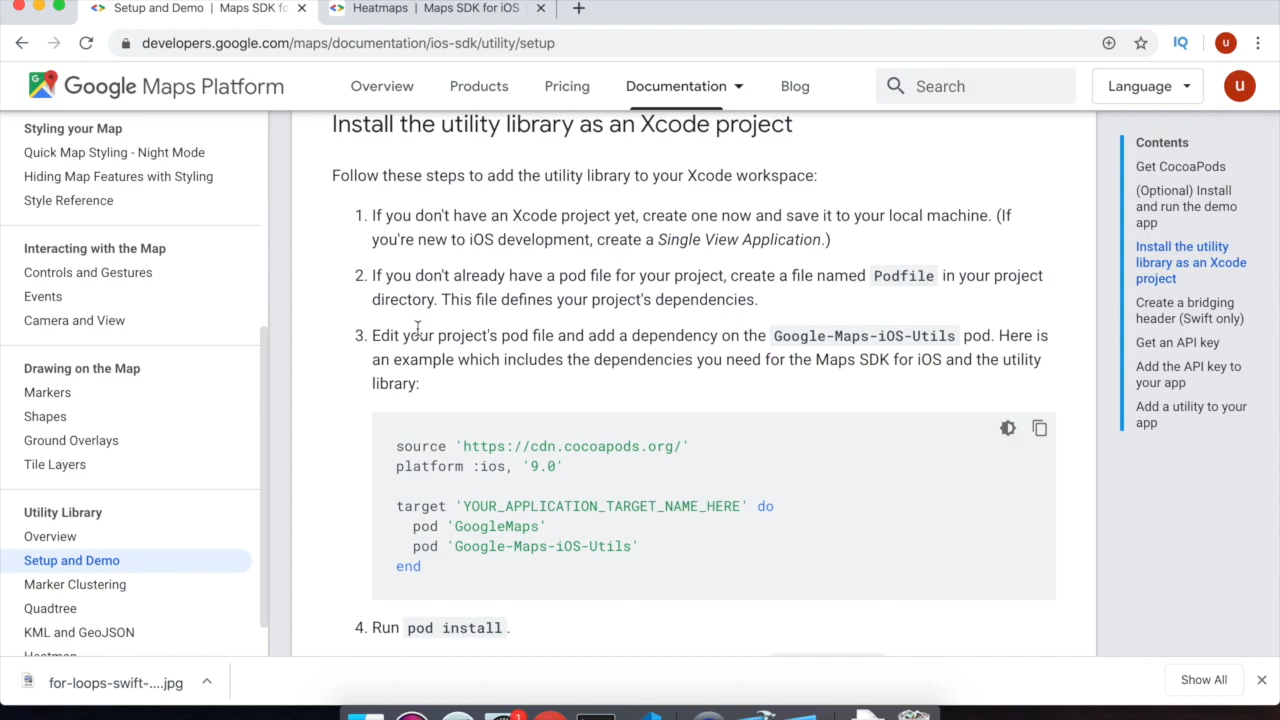 Setup and Demo | Maps SDK fo
Heatmaps | Maps SDK for iOS
developers.google.com/maps/documentation/ios-sdk/utility/setup
IQ
u
Google Maps Platform
Overview
Products
Pricing
Documentation
Blog
Search
Language
u
Styling your Map
Quick Map Styling - Night Mode
Hiding Map Features with Styling
Style Reference
Interacting with the Map
Controls and Gestures
Events
Camera and View
Drawing on the Map
Markers
Shapes
Ground Overlays
Tile Layers
Utility Library
Overview
Setup and Demo
Marker Clustering
Quadtree
KML and GeoJSON
Heatmap
Install the utility library as an Xcode project
Follow these steps to add the utility library to your Xcode workspace:
1. If you don't have an Xcode project yet, create one now and save it to your local machine. (If
you're new to iOS development, create a Single View Application.)
2. If you don't already have a pod file for your project, create a file named Podfile in your project
directory. This file defines your project's dependencies.
3. Edit your project's pod file and add a dependency on the Google-Maps-iOS-Utils pod. Here is
an example which includes the dependencies you need for the Maps SDK for iOS and the utility
library:
source 'https://cdn.cocoapods.org/'
platform :ios, '9.0'
target 'YOUR_APPLICATION_TARGET_NAME_HERE' do
pod 'GoogleMaps'
pod 'Google-Maps-iOS-Utils'
end
4. Run pod install.
Contents
Get CocoaPods
(Optional) Install
and run the demo
app
Install the utility
library as an Xcode
project
Create a bridging
header (Swift only)
Get an API key
Add the API key to
your app
Add a utility to your
app
for-loops-swift-....jpg
Show All
1